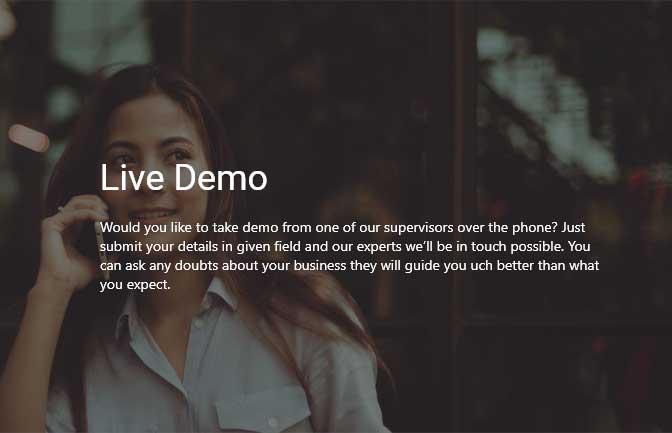 Live Demo
Would you like to take demo from one of our supervisors over the phone? Just
submit your details in given field and our experts we'll be in touch possible. You
can ask any doubts about your business they will guide you uch better than what
you expect.